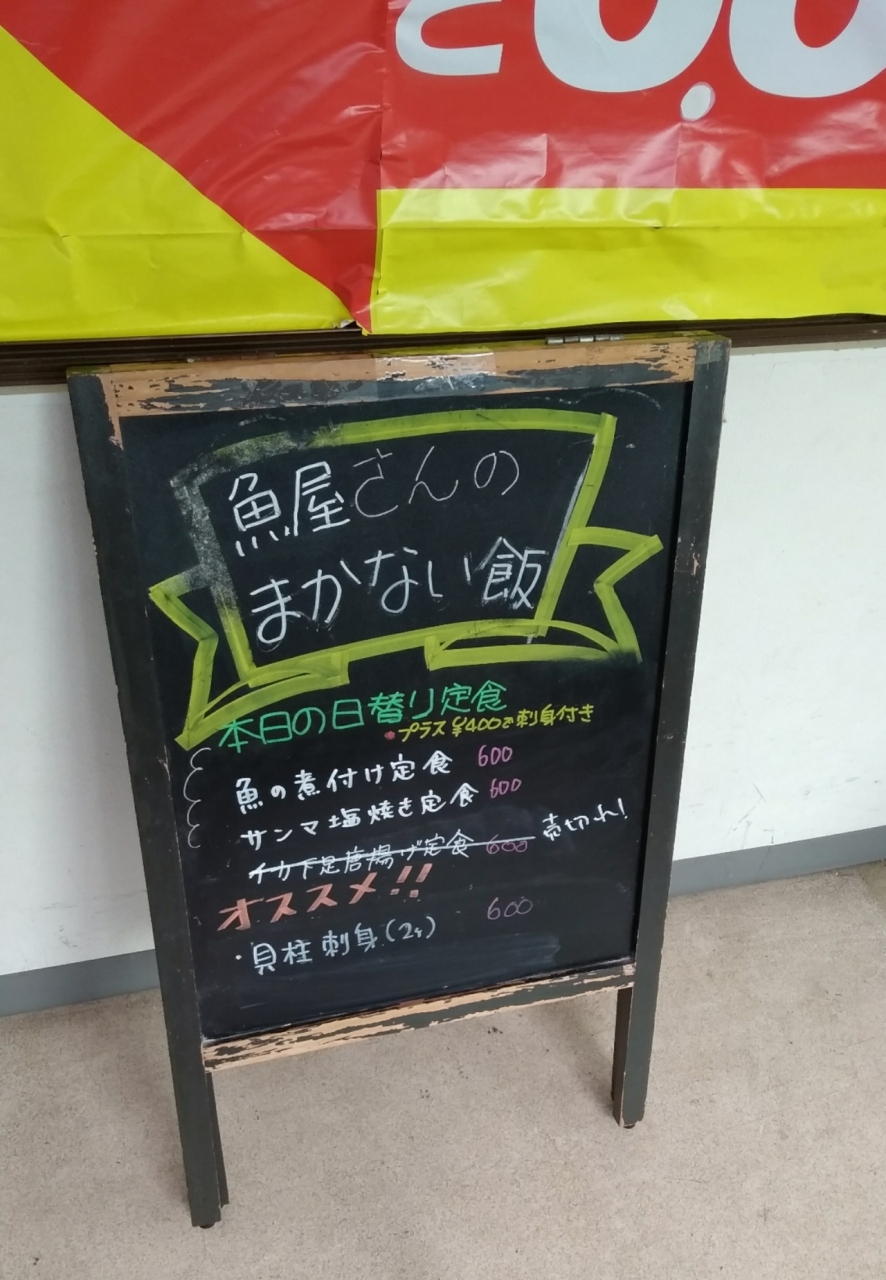 魚屋さんの
まかない飯
本日の日替り定食
・プラス¥400で刺身付き
魚の煮付け定食 600
サンマ塩焼き定食 600
イカ下足唐揚げ定食 600 売切れ!
オススメ!!
・貝柱刺身(2ヶ) 600